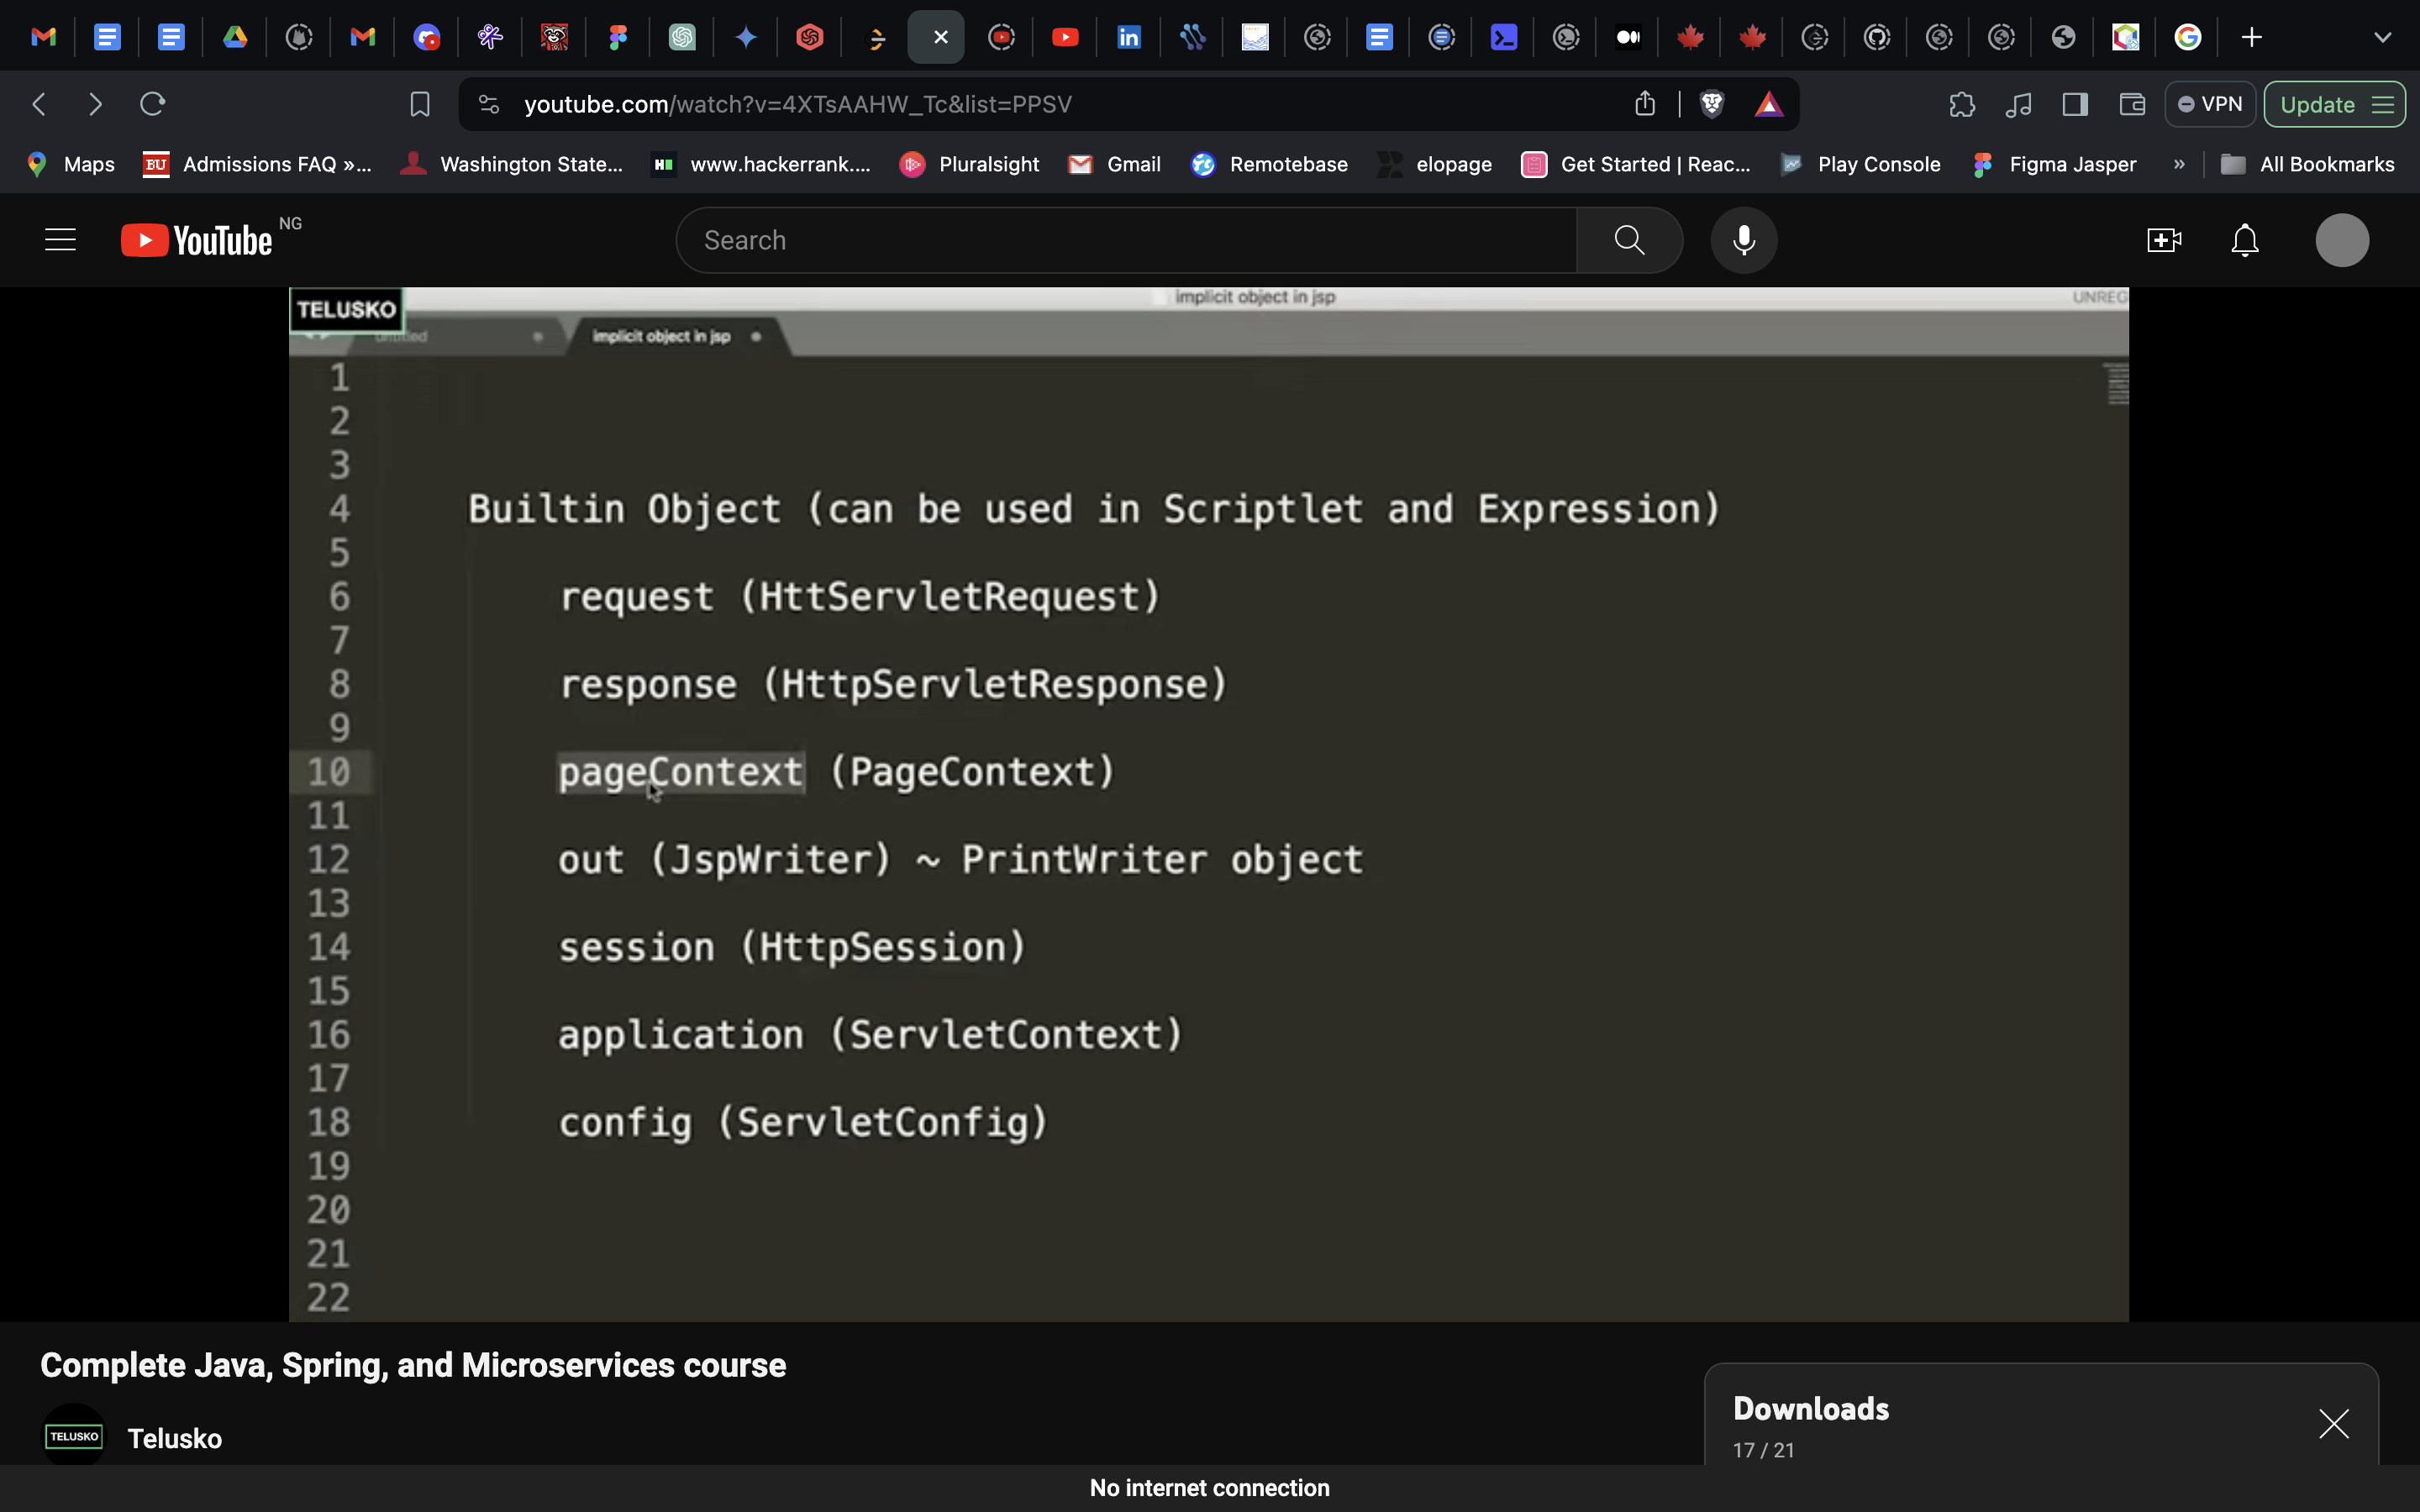 youtube.com/watch?v=4XTsAAHW_Tc&list=PPSV
VPN
Update
Maps
BU
Admissions FAQ »...
Washington State...
H
www.hackerrank....
Pluralsight
Gmail
Remotebase
elopage
Get Started | Reac...
Play Console
Figma Jasper
»
All Bookmarks
YouTube
NG
Search
TELUSKO
implicit object in jsp
UNREG
untitled
implicit object in jsp
1
2
3
4 Builtin Object (can be used in Scriptlet and Expression)
5
6 request (HttServletRequest)
7
8 response (HttpServletResponse)
9
10 pageContext (PageContext)
11
12 out (JspWriter) ~ PrintWriter object
13
14 session (HttpSession)
15
16 application (ServletContext)
17
18 config (ServletConfig)
19
20
21
22
Complete Java, Spring, and Microservices course
TELUSKO
Telusko
Downloads
17 / 21
No internet connection